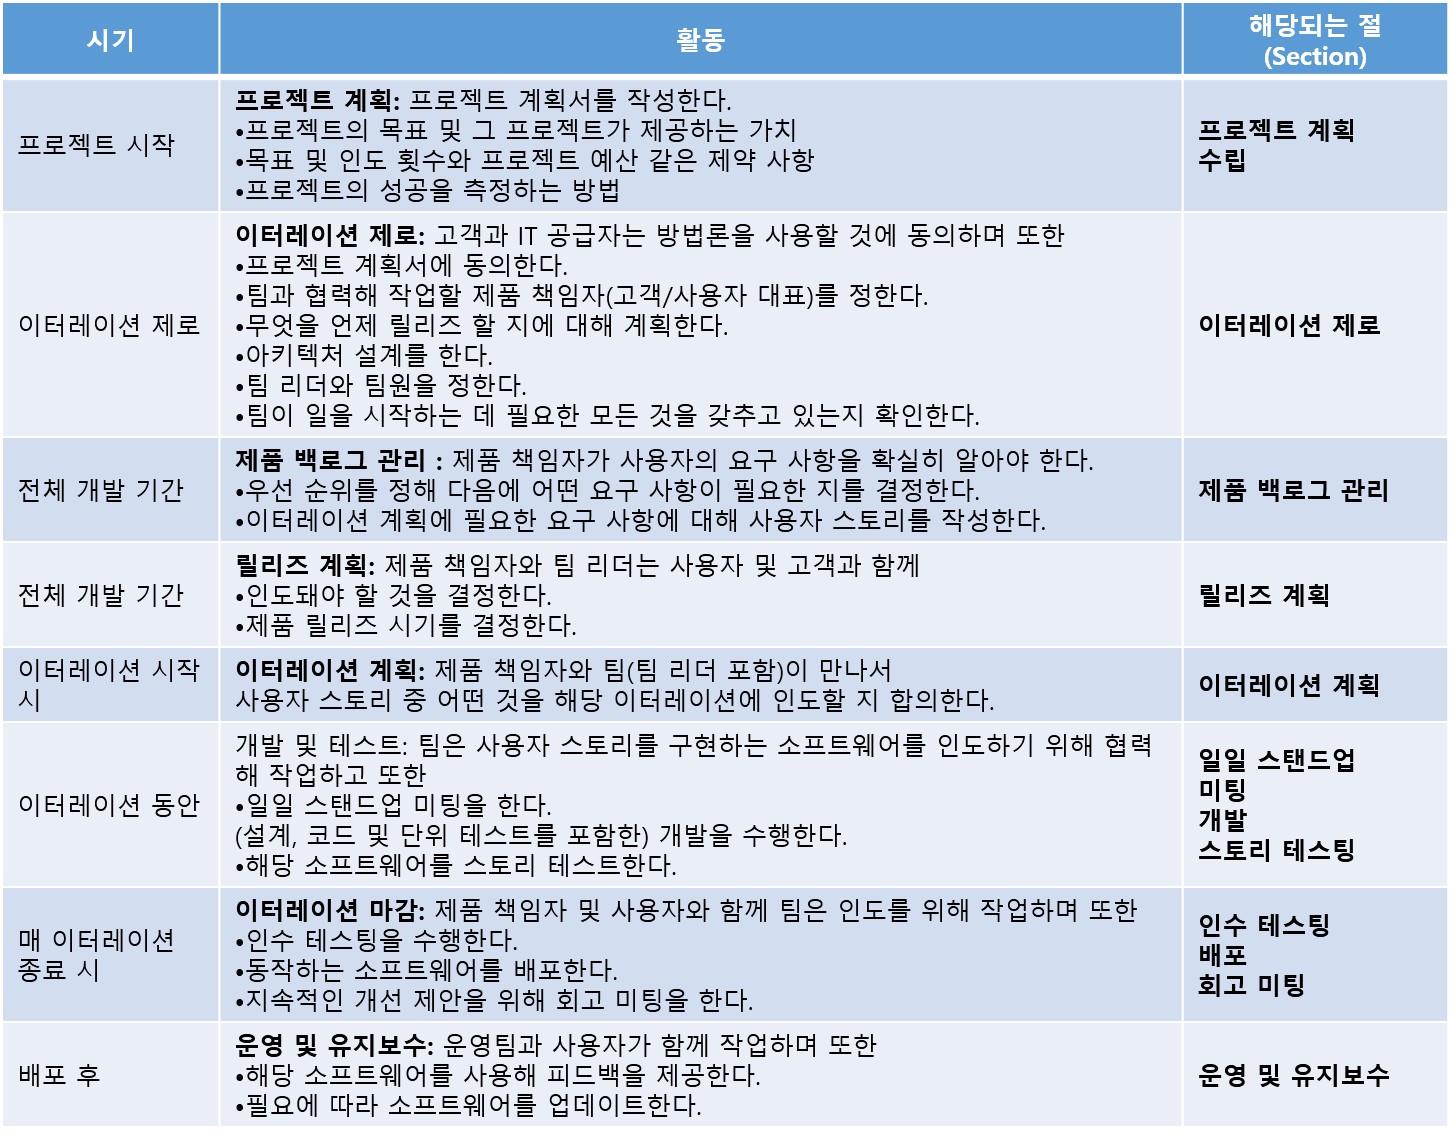 시기
활동
해당되는 절
(Section)
프로젝트 시작
프로젝트 계획: 프로젝트 계획서를 작성한다.
•프로젝트의 목표 및 그 프로젝트가 제공하는 가치
•목표 및 인도 횟수와 프로젝트 예산 같은 제약 사항
•프로젝트의 성공을 측정하는 방법
프로젝트 계획
수립
이터레이션 제로
이터레이션 제로: 고객과 IT 공급자는 방법론을 사용할 것에 동의하며 또한
•프로젝트 계획서에 동의한다.
•팀과 협력해 작업할 제품 책임자(고객/사용자 대표)를 정한다.
•무엇을 언제 릴리즈 할 지에 대해 계획한다.
•아키텍처 설계를 한다.
•팀 리더와 팀원을 정한다.
•팀이 일을 시작하는 데 필요한 모든 것을 갖추고 있는지 확인한다.
이터레이션 제로
전체 개발 기간
제품 백로그 관리 : 제품 책임자가 사용자의 요구 사항을 확실히 알아야 한다.
•우선 순위를 정해 다음에 어떤 요구 사항이 필요한 지를 결정한다.
•이터레이션 계획에 필요한 요구 사항에 대해 사용자 스토리를 작성한다.
제품 백로그 관리
전체 개발 기간
릴리즈 계획: 제품 책임자와 팀 리더는 사용자 및 고객과 함께
•인도돼야 할 것을 결정한다.
•제품 릴리즈 시기를 결정한다.
릴리즈 계획
이터레이션 시작
시
이터레이션 계획: 제품 책임자와 팀(팀 리더 포함)이 만나서
사용자 스토리 중 어떤 것을 해당 이터레이션에 인도할 지 합의한다.
이터레이션 계획
이터레이션 동안
개발 및 테스트: 팀은 사용자 스토리를 구현하는 소프트웨어를 인도하기 위해 협력
해 작업하고 또한
•일일 스탠드업 미팅을 한다.
(설계, 코드 및 단위 테스트를 포함한) 개발을 수행한다.
•해당 소프트웨어를 스토리 테스트한다.
일일 스탠드업
미팅
개발
스토리 테스팅
매 이터레이션
종료 시
이터레이션 마감: 제품 책임자 및 사용자와 함께 팀은 인도를 위해 작업하며 또한
•인수 테스팅을 수행한다.
•동작하는 소프트웨어를 배포한다.
•지속적인 개선 제안을 위해 회고 미팅을 한다.
인수 테스팅
배포
회고 미팅
배포 후
운영 및 유지보수: 운영팀과 사용자가 함께 작업하며 또한
•해당 소프트웨어를 사용해 피드백을 제공한다.
•필요에 따라 소프트웨어를 업데이트한다.
운영 및 유지보수